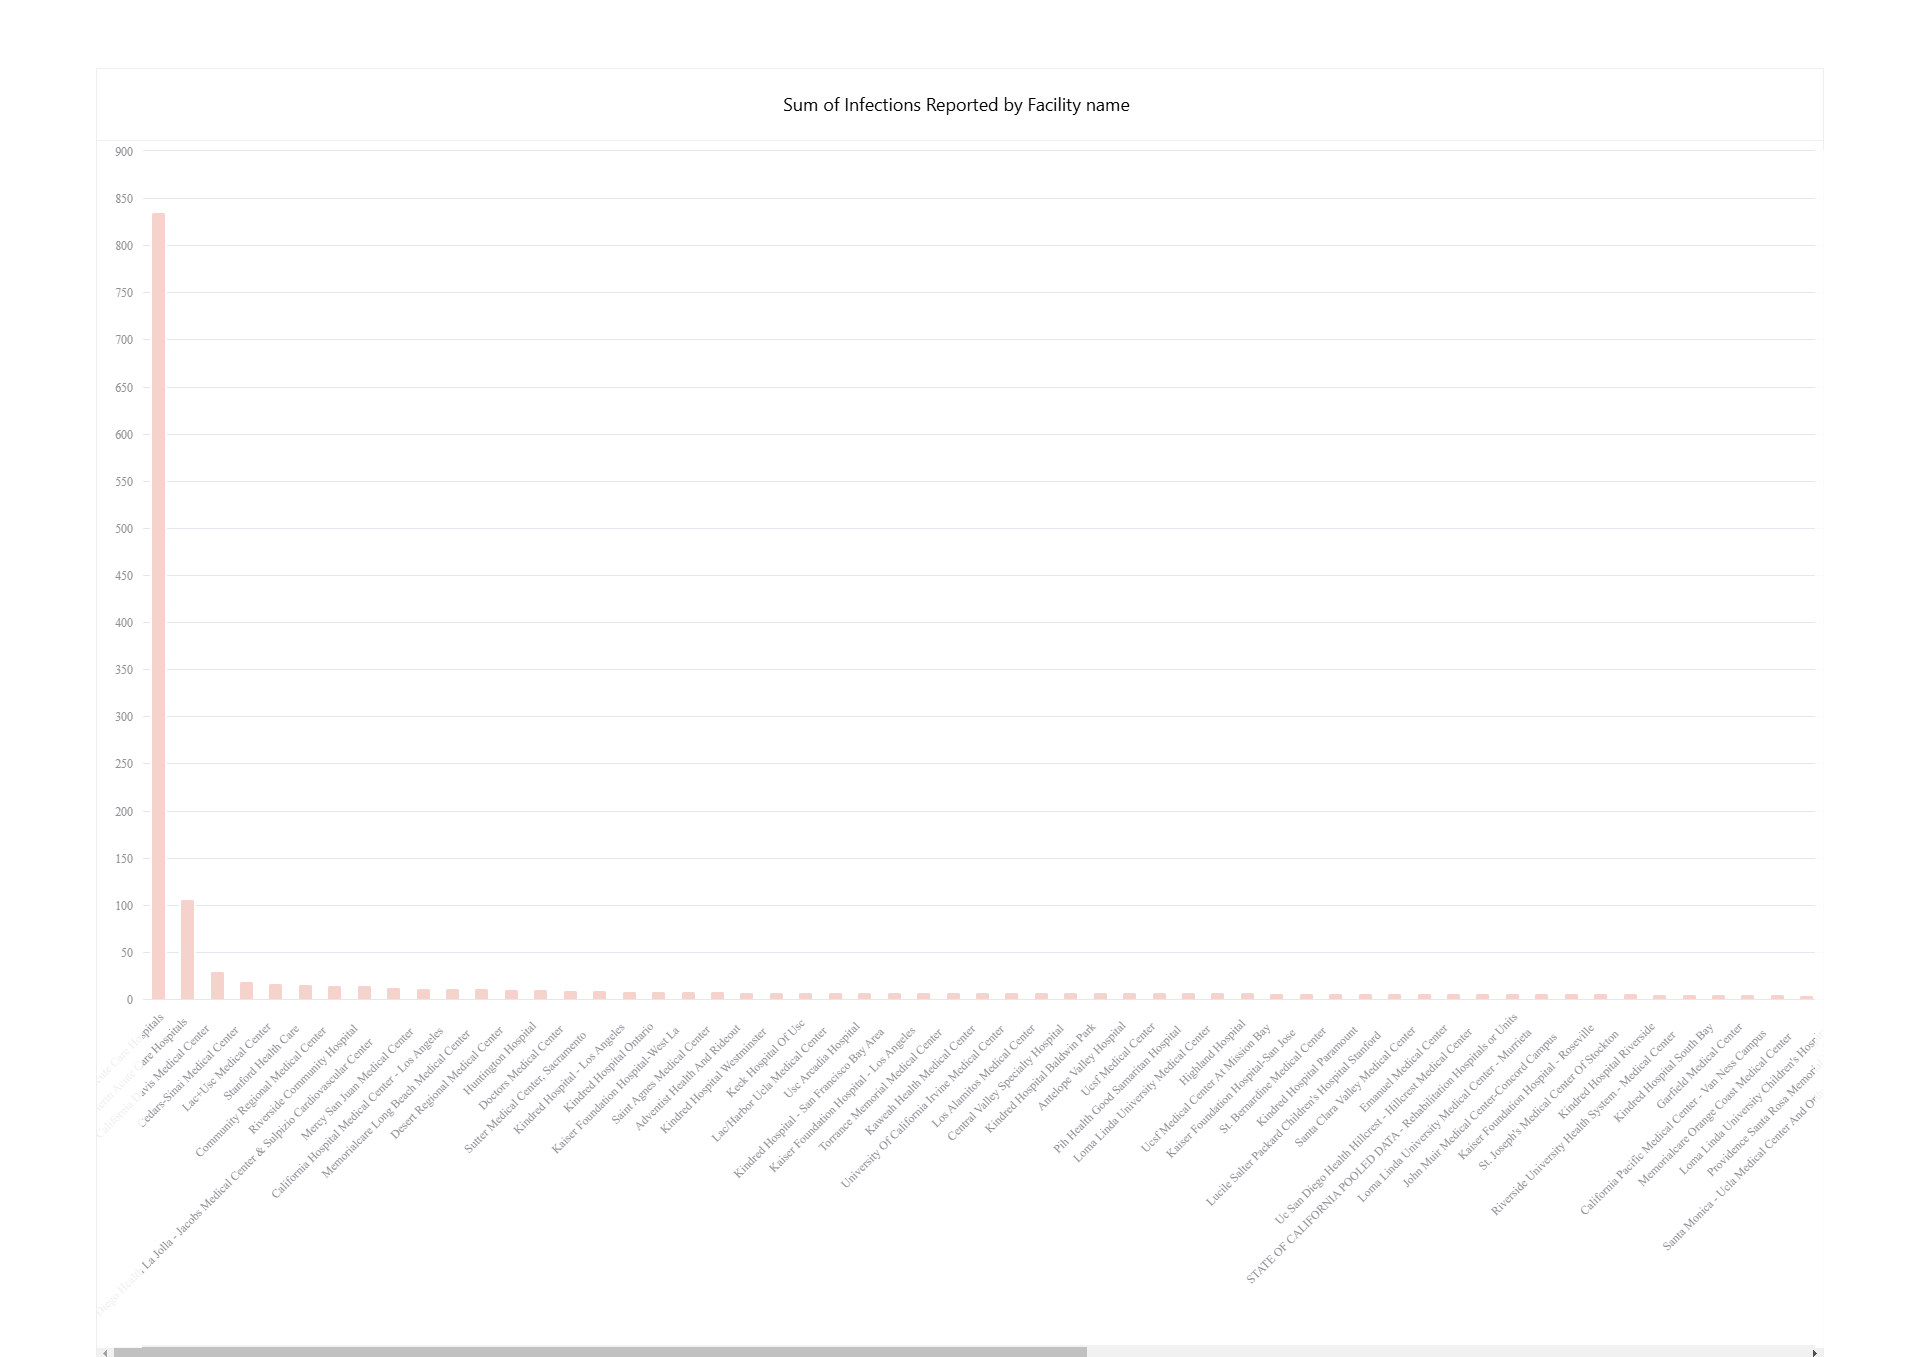 Sum of Infections Reported by Facility name
900
850
800
750
700
650
600
550
500
450
400
350
300
250
200
150
100
50
0
Care Hospitals
Care Hospitals
California Davis Medical Center
Cedars-Sinai Medical Center
Lac+Usc Medical Center
Stanford Health Care
Community Regional Medical Center
Riverside Community Hospital
Diego Health La Jolla - Jacobs Medical Center & Sulpizio Cardiovascular Center
Mercy San Juan Medical Center
California Hospital Medical Center - Los Angeles
Memorialcare Long Beach Medical Center
Desert Regional Medical Center
Huntington Hospital
Doctors Medical Center
Sutter Medical Center, Sacramento
Kindred Hospital - Los Angeles
Kindred Hospital Ontario
Kaiser Foundation Hospital-West La
Saint Agnes Medical Center
Adventist Health And Rideout
Kindred Hospital Westminster
Keck Hospital Of Usc
Lac/Harbor Ucla Medical Center
Usc Arcadia Hospital
Kindred Hospital - San Francisco Bay Area
Kaiser Foundation Hospital - Los Angeles
Torrance Memorial Medical Center
Kaweah Health Medical Center
University Of California Irvine Medical Center
Los Alamitos Medical Center
Central Valley Specialty Hospital
Kindred Hospital Baldwin Park
Antelope Valley Hospital
Ucsf Medical Center
Pih Health Good Samaritan Hospital
Loma Linda University Medical Center
Highland Hospital
Ucsf Medical Center At Mission Bay
Kaiser Foundation Hospital-San Jose
St. Bernardine Medical Center
Kindred Hospital Paramount
Lucile Salter Packard Children's Hospital Stanford
Santa Clara Valley Medical Center
Emanuel Medical Center
Uc San Diego Health Hillcrest - Hillcrest Medical Center
STATE OF CALIFORNIA POOLED DATA - Rehabilitation Hospitals or Units
Loma Linda University Medical Center - Murrieta
John Muir Medical Center-Concord Campus
Kaiser Foundation Hospital - Roseville
St. Joseph's Medical Center Of Stockton
Kindred Hospital Riverside
Riverside University Health System - Medical Center
Kindred Hospital South Bay
Garfield Medical Center
California Pacific Medical Center - Van Ness Campus
Memorialcare Orange Coast Medical Center
Loma Linda University Children's Hosp
Providence Santa Rosa Memor
Santa Monica - Ucla Medical Center And Or